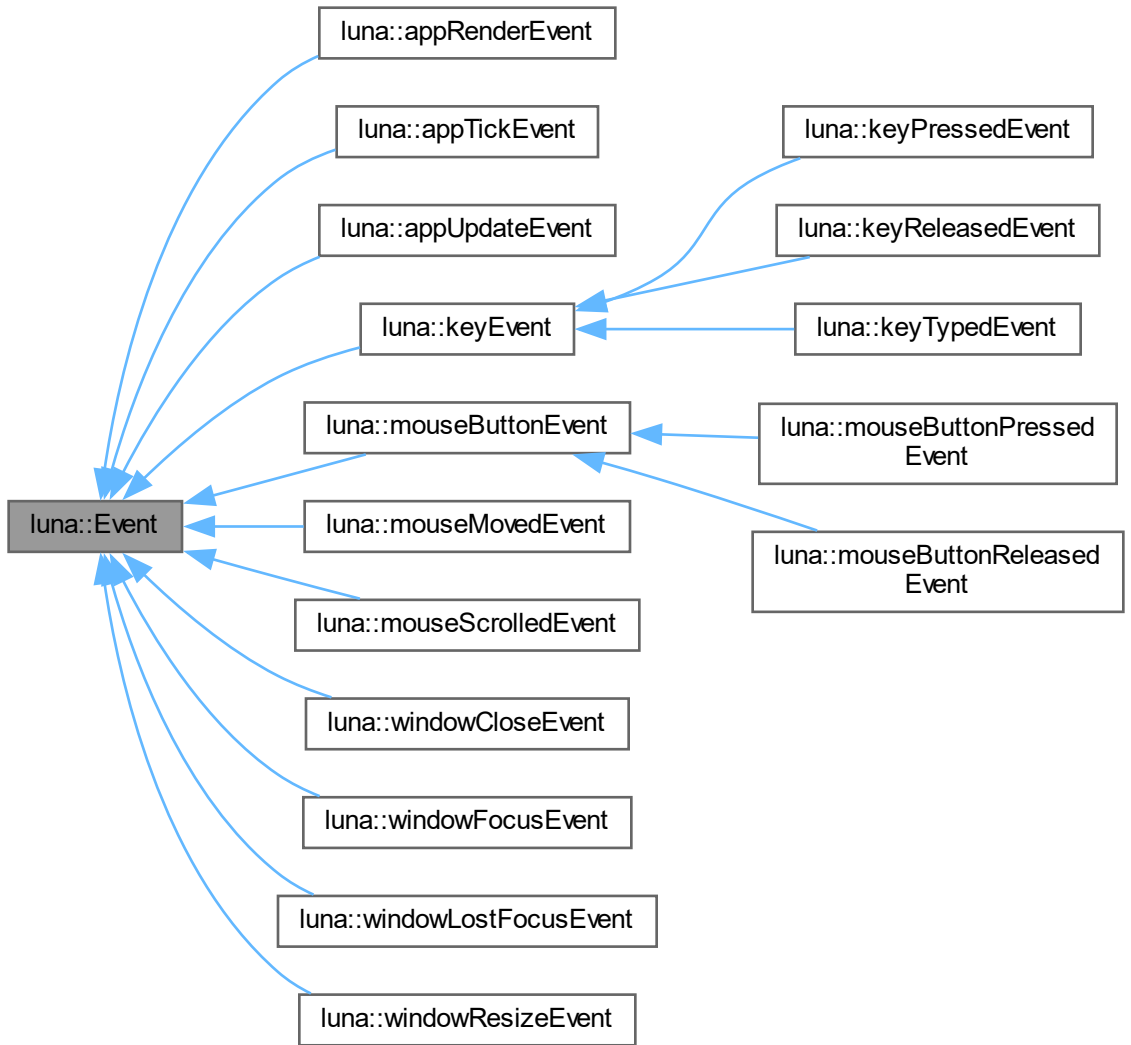 luna::appRenderEvent
luna::appTickEvent
luna::keyPressedEvent
luna::appUpdateEvent
luna::keyReleasedEvent
luna::keyEvent
luna::keyTypedEvent
luna::mouseButtonEvent
luna::mouseButtonPressed
Event
luna::Event
luna::mouseMovedEvent
luna::mouseButtonReleased
Event
luna::mouseScrolledEvent
luna::windowCloseEvent
luna::windowFocusEvent
luna::windowLostFocusEvent
luna::windowResizeEvent